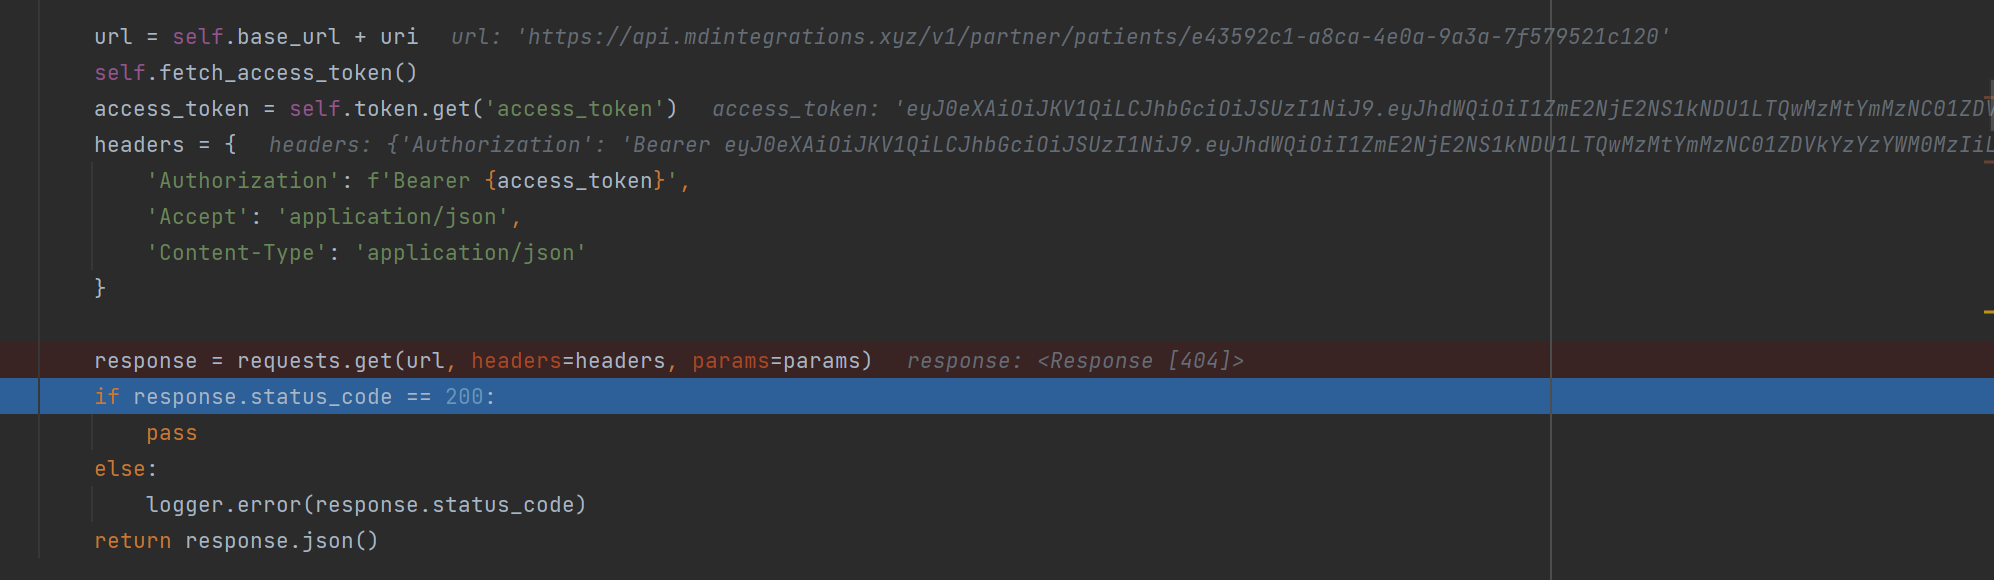 url = self.base_url + uri   url: 'https://api.mdintegrations.xyz/v1/partner/patients/e43592c1-a8ca-4e0a-9a3a-7f579521c120'
self.fetch_access_token()
access_token = self.token.get('access_token')   access_token: 'eyJ0eXAiOiJKV1QiLCJhbGciOiJSUzI1NiJ9.eyJhdWQiOiI1ZmE2NjE2NS1kNDU1LTQwMzMtYmMzNC01ZDV
headers = {   headers: {'Authorization': 'Bearer eyJ0eXAiOiJKV1QiLCJhbGciOiJSUzI1NiJ9.eyJhdWQiOiI1ZmE2NjE2NS1kNDU1LTQwMzMtYmMzNC01ZDVkYzYzYWM0MzIiL
    'Authorization': f'Bearer {access_token}',
    'Accept': 'application/json',
    'Content-Type': 'application/json'
}
response = requests.get(url, headers=headers, params=params)   response: <Response [404]>
if response.status_code == 200:
    pass
else:
    logger.error(response.status_code)
return response.json()